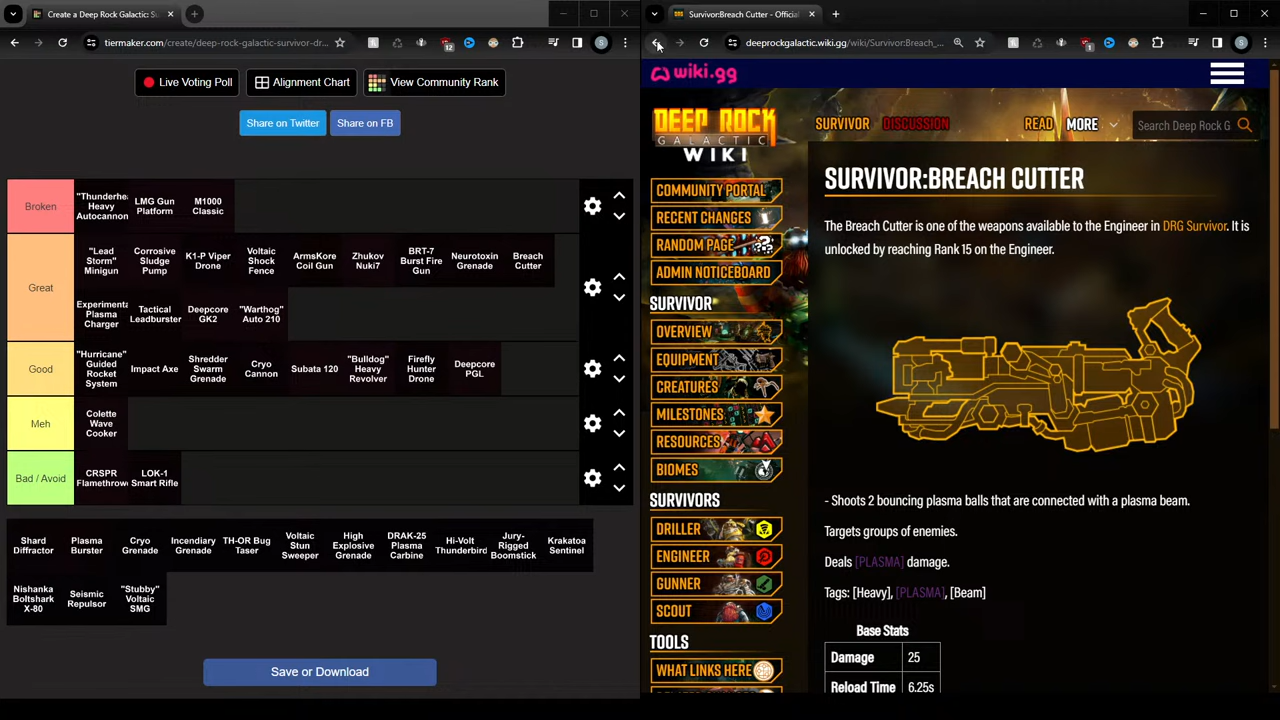 Create a Deep Rock Galactic: Su
tiermaker.com/create/deep-rock-galactic-survivor-dr...
12
S
Live Voting Poll
Alignment Chart
View Community Rank
Share on Twitter
Share on FB
Broken
"Thunderhe
Heavy
Autocannon
LMG Gun
Platform
M1000
Classic
Great
"Lead
Storm"
Minigun
Corrosive
Sludge
Pump
K1-P Viper
Drone
Voltaic
Shock
Fence
ArmsKore
Coil Gun
Zhukov
Nuki7
BRT-7
Burst Fire
Gun
Neurotoxin
Grenade
Breach
Cutter
Experimenta
Plasma
Charger
Tactical
Leadburster
Deepcore
GK2
"Warthog"
Auto 210
Good
"Hurricane"
Guided
Rocket
System
Impact Axe
Shredder
Swarm
Grenade
Cryo
Cannon
Subata 120
"Bulldog"
Heavy
Revolver
Firefly
Hunter
Drone
Deepcore
PGL
Meh
Colette
Wave
Cooker
Bad / Avoid
CRSPR
Flamethrow
LOK-1
Smart Rifle
Shard
Diffractor
Plasma
Burster
Cryo
Grenade
Incendiary
Grenade
TH-OR Bug
Taser
Voltaic
Stun
Sweeper
High
Explosive
Grenade
DRAK-25
Plasma
Carbine
Hi-Volt
Thunderbird
Jury-
Rigged
Boomstick
Krakatoa
Sentinel
Nishanka
Boltshark
X-80
Seismic
Repulsor
"Stubby"
Voltaic
SMG
Save or Download
Survivor:Breach Cutter - Official
deeprockgalactic.wiki.gg/wiki/Survivor:Breach_...
1
S
wiki.gg
DEEP ROCK
GALACTIC
WIKI
SURVIVOR
DISCUSSION
READ
MORE
Search Deep Rock G
COMMUNITY PORTAL
RECENT CHANGES
RANDOM PAGE
ADMIN NOTICEBOARD
SURVIVOR
OVERVIEW
EQUIPMENT
CREATURES
MILESTONES
RESOURCES
BIOMES
SURVIVORS
DRILLER
ENGINEER
GUNNER
SCOUT
TOOLS
WHAT LINKS HERE
SURVIVOR:BREACH CUTTER
The Breach Cutter is one of the weapons available to the Engineer in DRG Survivor. It is
unlocked by reaching Rank 15 on the Engineer.
- Shoots 2 bouncing plasma balls that are connected with a plasma beam.
Targets groups of enemies.
Deals [PLASMA] damage.
Tags: [Heavy], [PLASMA], [Beam]
Base Stats
Damage 25
Reload Time 6.25s